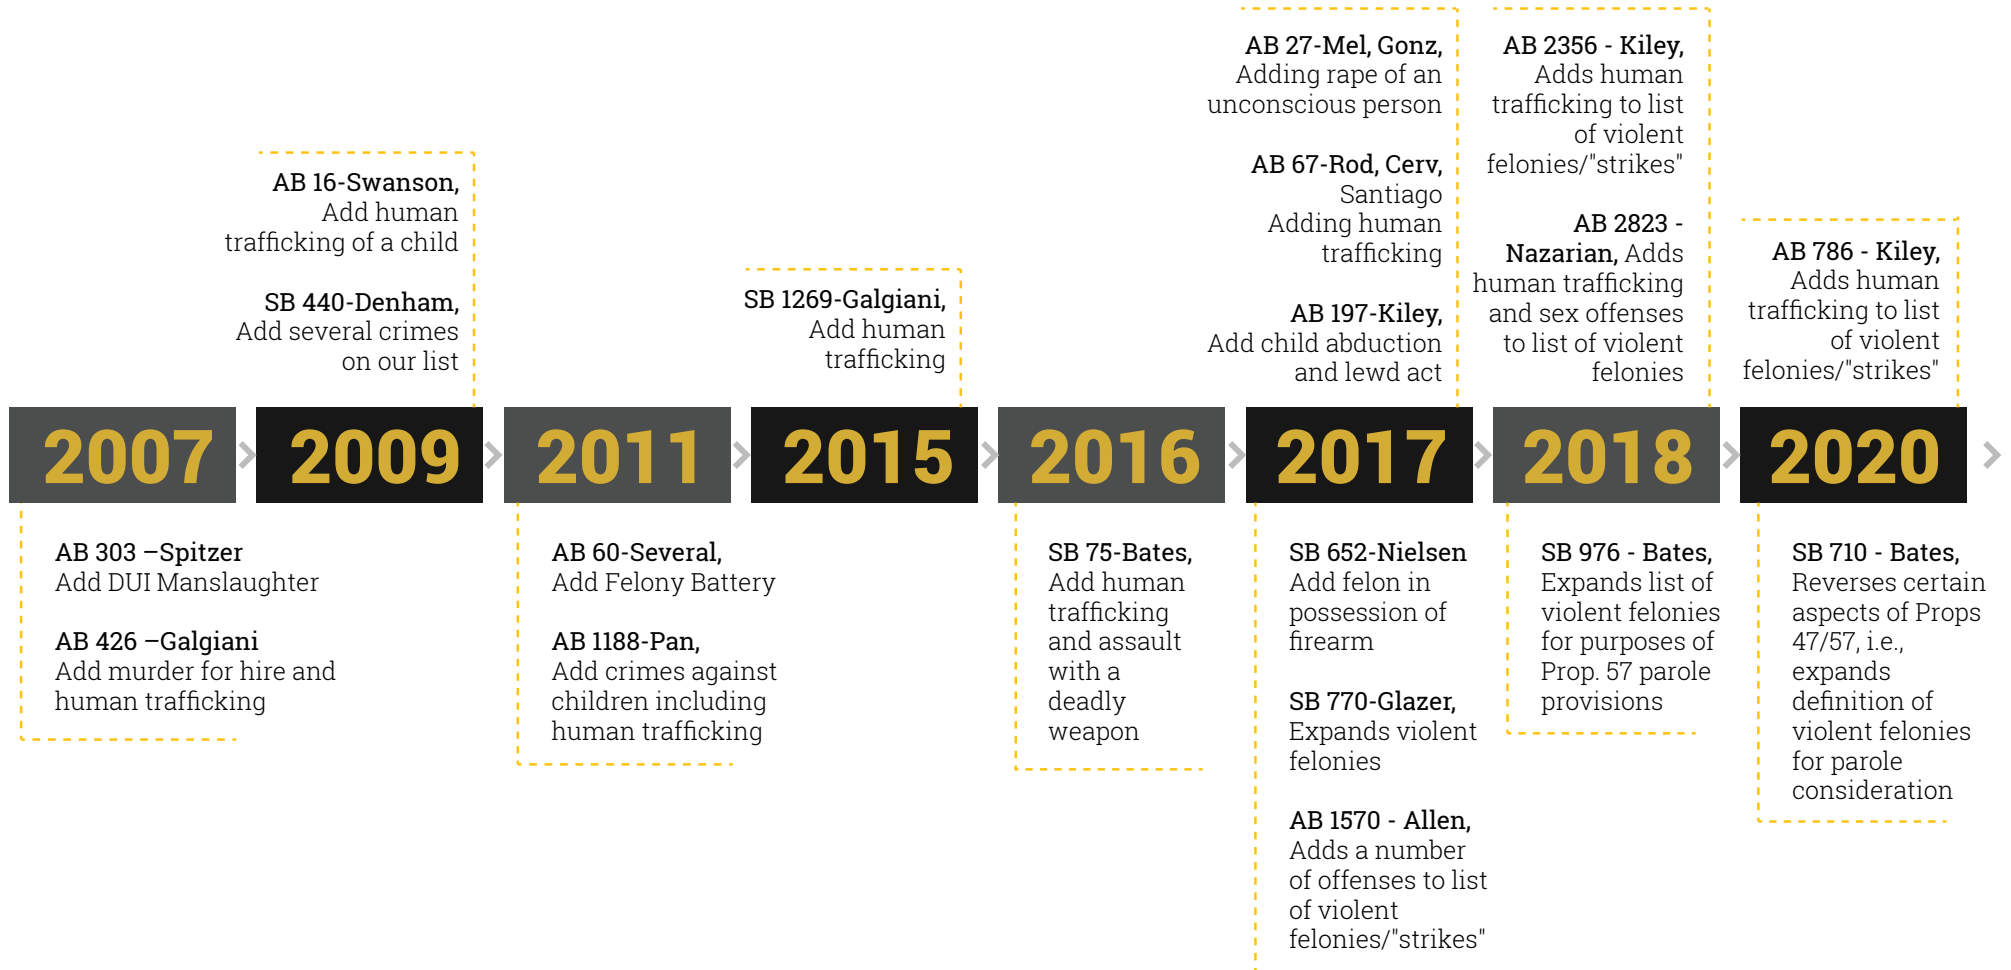 AB 16-Swanson,
Add human
trafficking of a child
SB 440-Denham,
Add several crimes
on our list
SB 1269-Galgiani,
Add human
trafficking
AB 27-Mel, Gonz,
Adding rape of an
unconscious person
AB 67-Rod, Cerv,
Santiago
Adding human
trafficking
AB 197-Kiley,
Add child abduction
and lewd act
AB 2356 - Kiley,
Adds human
trafficking to list
of violent
felonies/"strikes"
AB 2823 -
Nazarian, Adds
human trafficking
and sex offenses
to list of violent
felonies
AB 786 - Kiley,
Adds human
trafficking to list
of violent
felonies/"strikes"
2007
2009
2011
2015
2016
2017
2018
2020
AB 303 –Spitzer
Add DUI Manslaughter
AB 426 –Galgiani
Add murder for hire and
human trafficking
AB 60-Several,
Add Felony Battery
AB 1188-Pan,
Add crimes against
children including
human trafficking
SB 75-Bates,
Add human
trafficking
and assault
with a
deadly
weapon
SB 652-Nielsen
Add felon in
possession of
firearm
SB 770-Glazer,
Expands violent
felonies
AB 1570 - Allen,
Adds a number
of offenses to list
of violent
felonies/"strikes"
SB 976 - Bates,
Expands list of
violent felonies
for purposes of
Prop. 57 parole
provisions
SB 710 - Bates,
Reverses certain
aspects of Props
47/57, i.e.,
expands
definition of
violent felonies
for parole
consideration